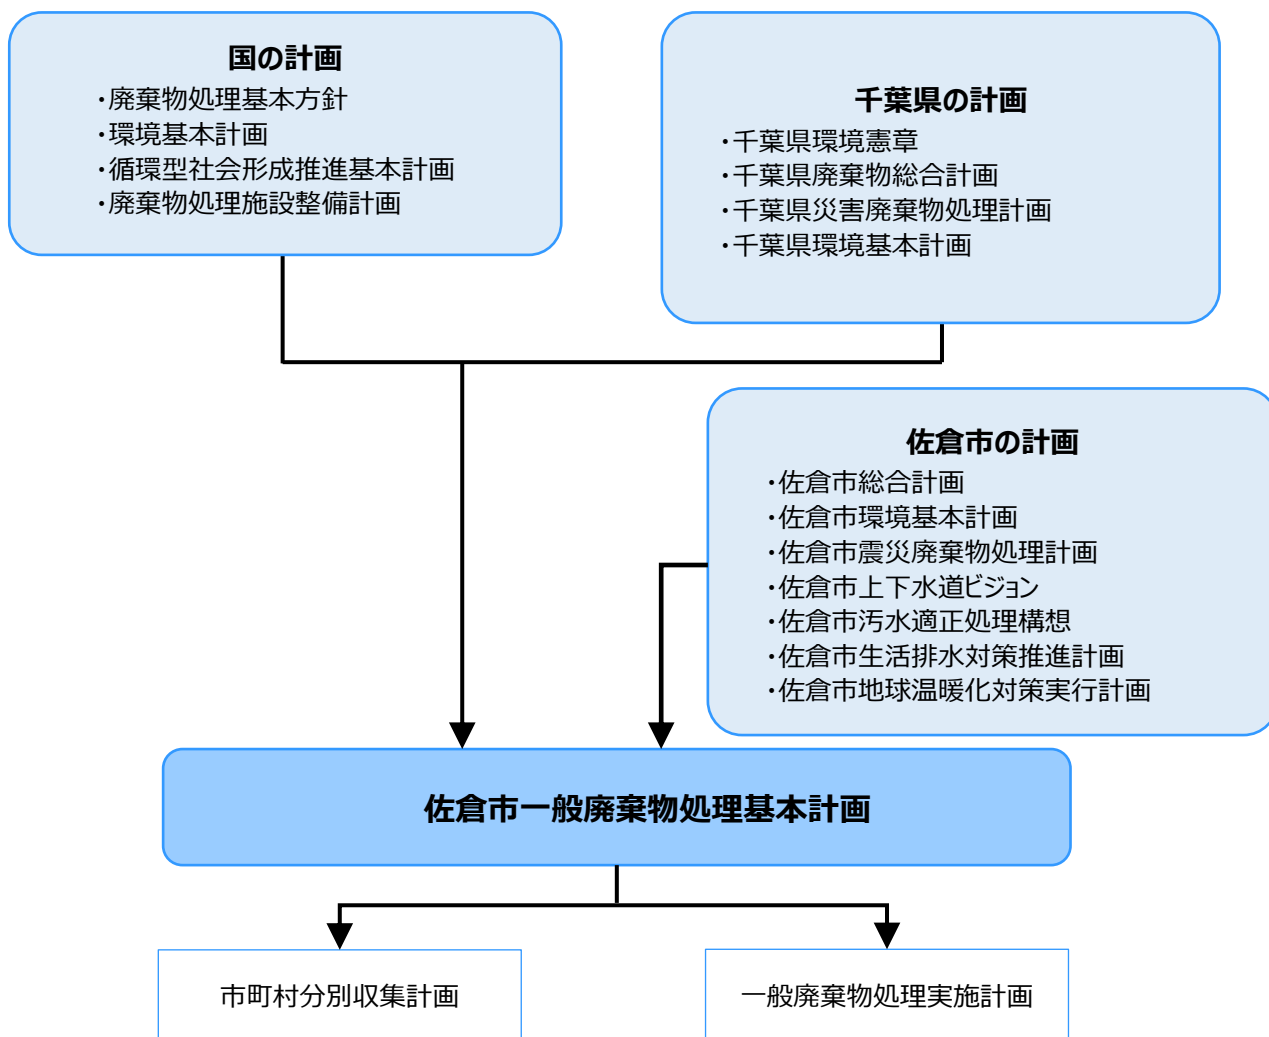 国の計画
・廃棄物処理基本方針
・環境基本計画
・循環型社会形成推進基本計画
・廃棄物処理施設整備計画
千葉県の計画
・千葉県環境憲章
・千葉県廃棄物総合計画
・千葉県災害廃棄物処理計画
・千葉県環境基本計画
佐倉市の計画
・佐倉市総合計画
・佐倉市環境基本計画
・佐倉市震災廃棄物処理計画
・佐倉市上下水道ビジョン
・佐倉市汚水適正処理構想
・佐倉市生活排水対策推進計画
・佐倉市地球温暖化対策実行計画
佐倉市一般廃棄物処理基本計画
市町村分別収集計画
一般廃棄物処理実施計画